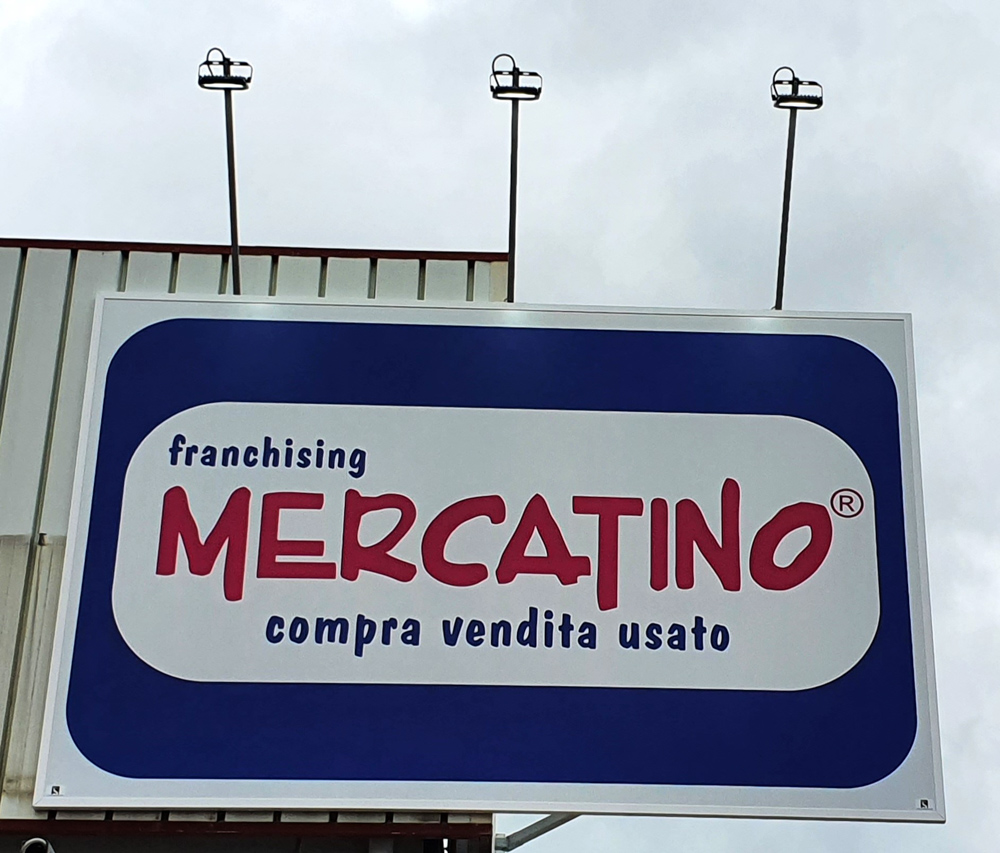 franchising
MERCATINO®
compra vendita usato